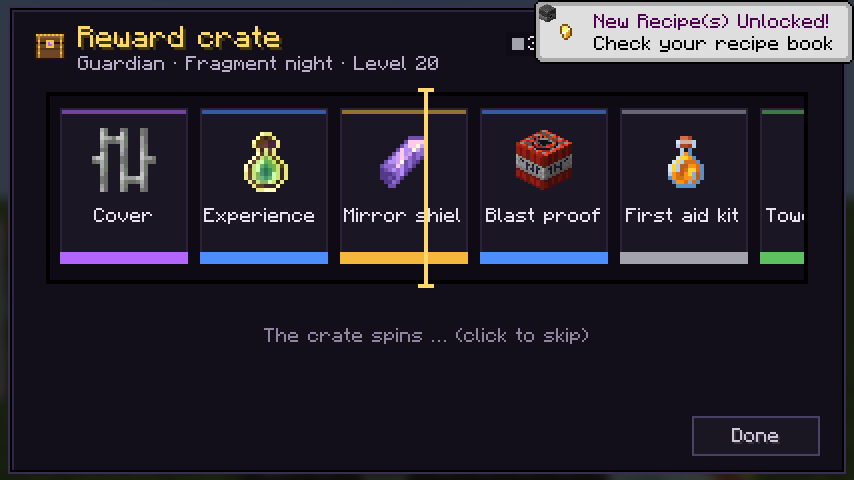 Reward crate
Guardian · Fragment night · Level 20
New Recipe(s) Unlocked!
Check your recipe book
Cover
Experience
Mirror shiel
Blast proof
First aid kit
The crate spins ... (click to skip)
Done